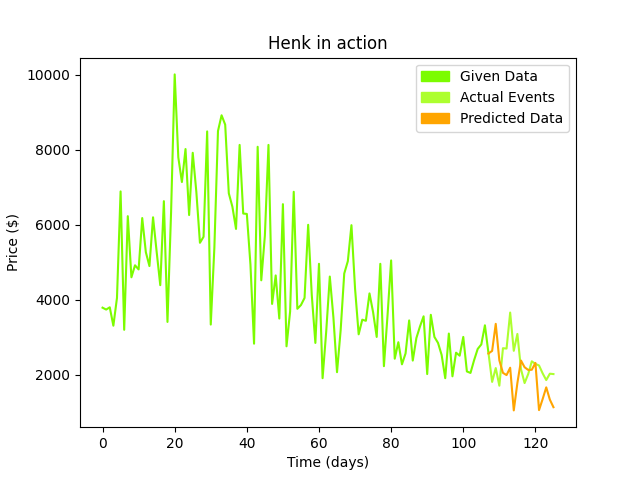 Henk in action
Given Data
Actual Events
Predicted Data
Price ($)
10000
8000
6000
4000
2000
0
20
40
60
80
100
120
Time (days)